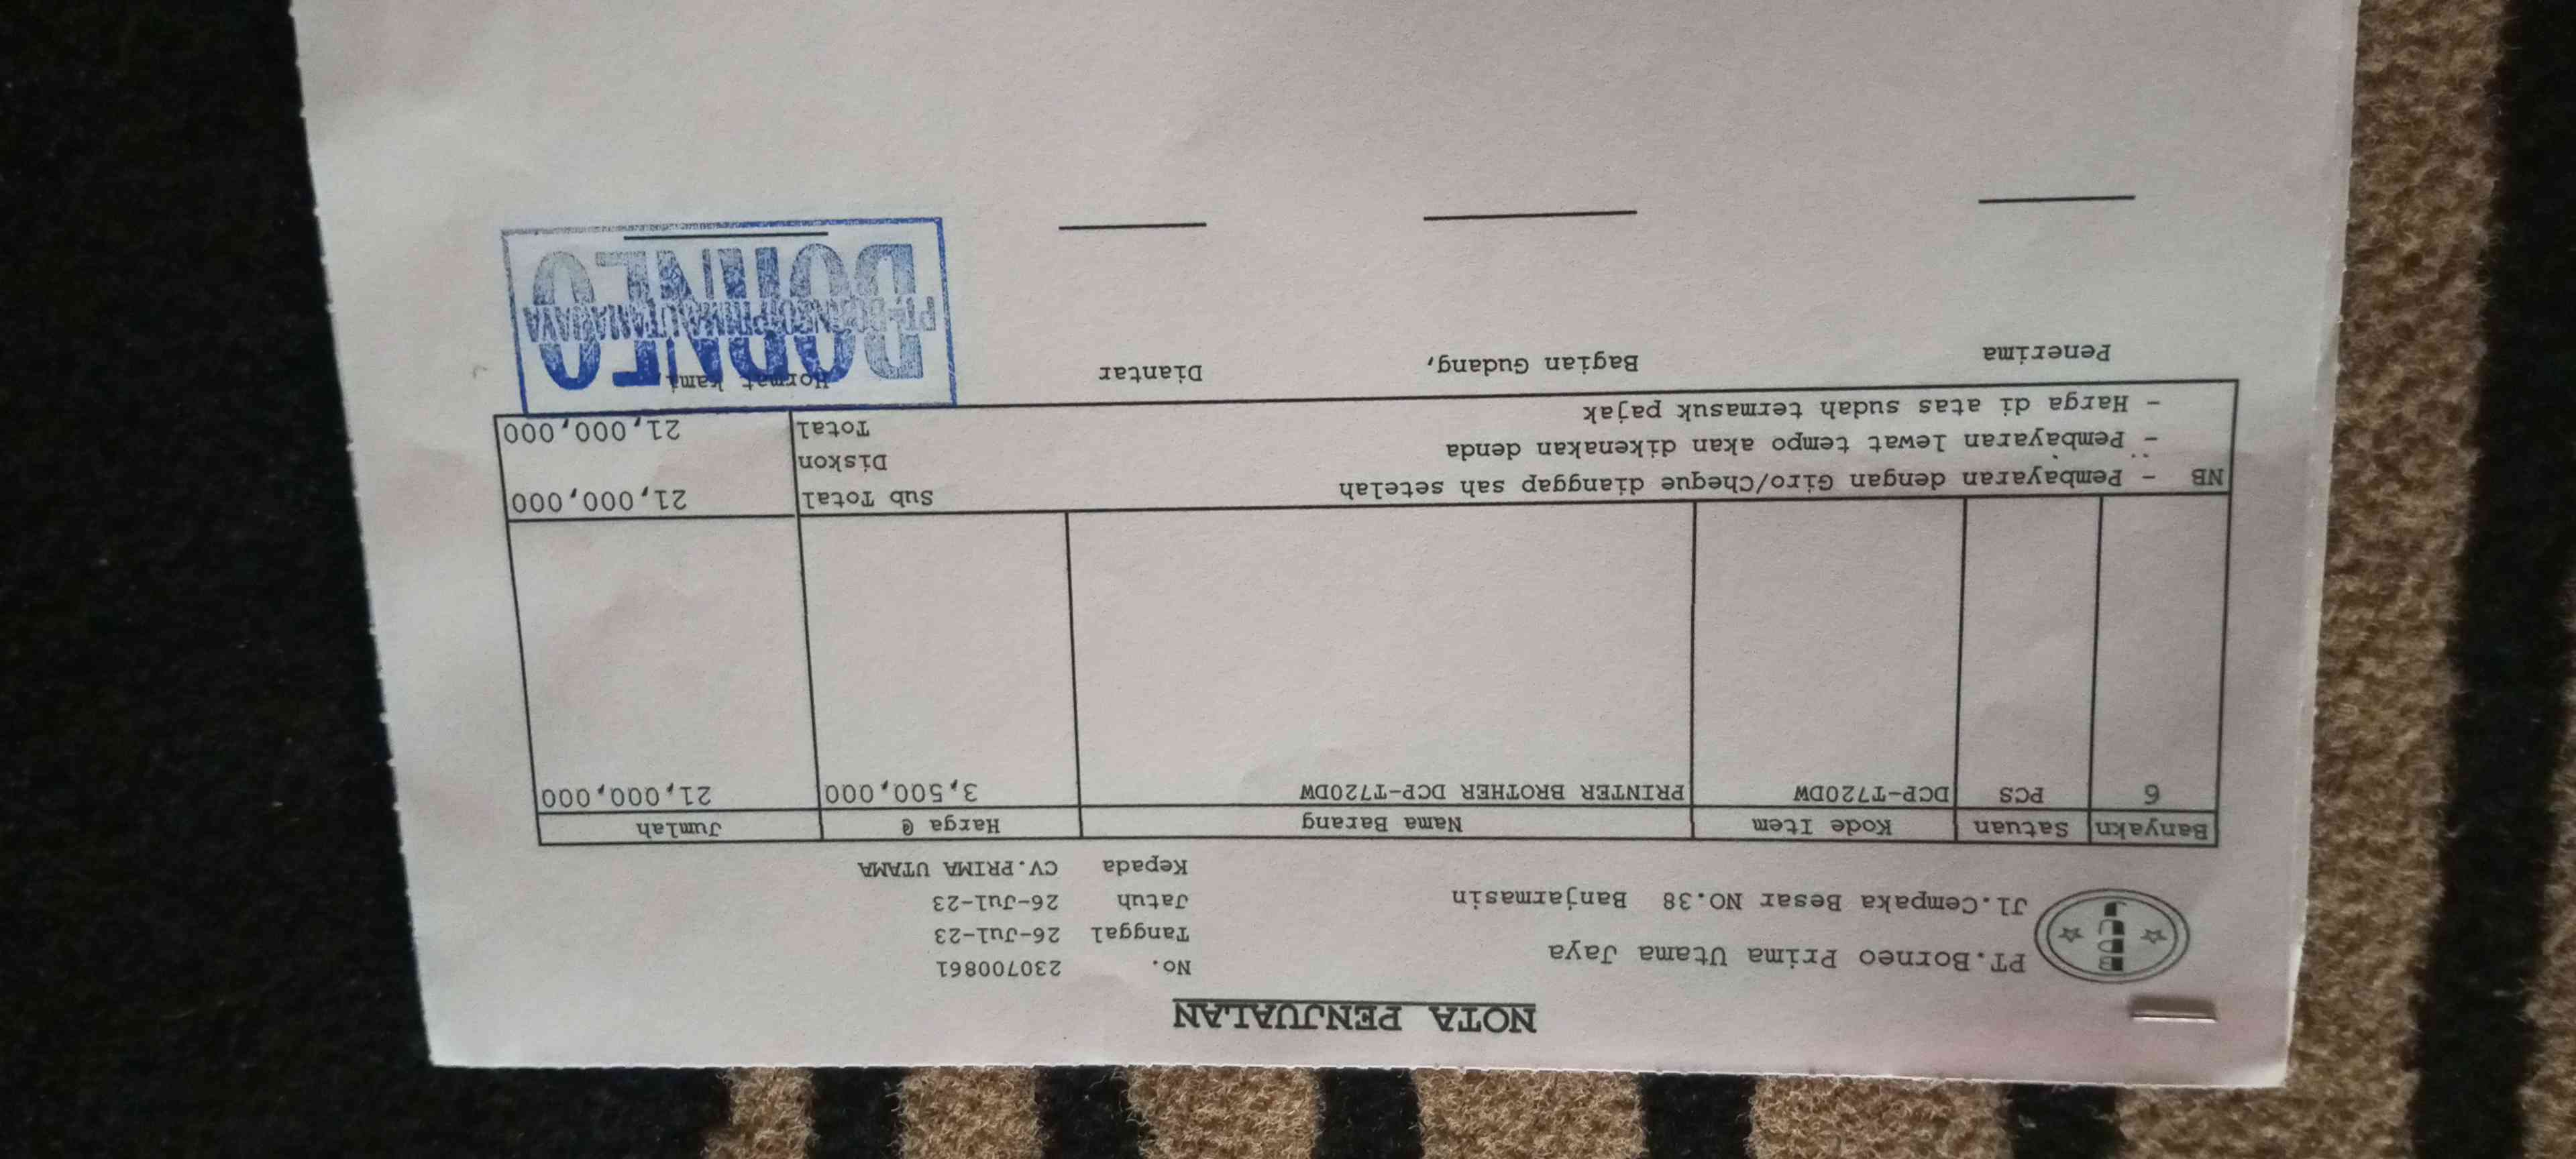 NOTA PENJUALAN
BPUJ
PT.Borneo Prima Utama Jaya
Jl.Cempaka Besar NO.38 Banjarmasin
No. 230700861
Tanggal 26-Jul-23
Jatuh 26-Jul-23
Kepada CV.PRIMA UTAMA
Banyakn Satuan Kode Item Nama Barang Harga @ Jumlah
6 PCS DCP-T720DW PRINTER BROTHER DCP-T720DW 3,500,000 21,000,000
NB - Pembayaran dengan Giro/Cheque dianggap sah setelah
- Pembayaran lewat tempo akan dikenakan denda
- Harga di atas sudah termasuk pajak
Sub Total 21,000,000
Diskon
Total 21,000,000
Penerima Bagian Gudang, Diantar Hormat kami
BORNEO
PT. BORNEO PRIMA UTAMA JAYA